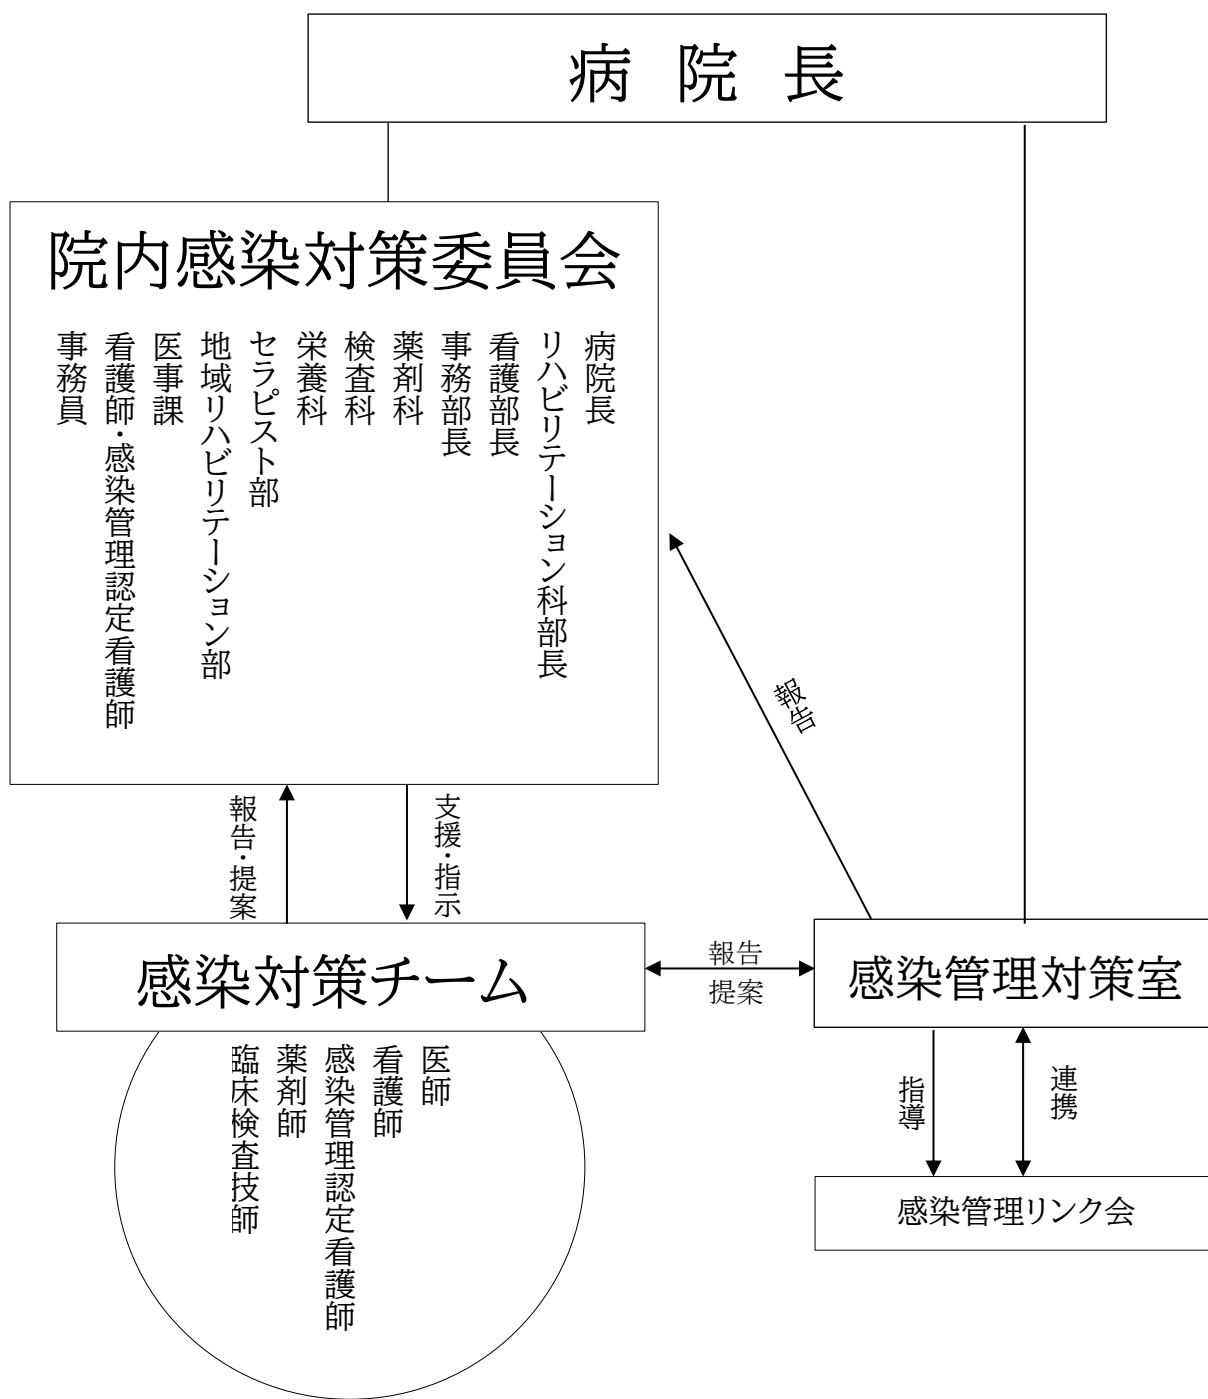 病院長
院内感染対策委員会
病院長
リハビリテーション科部長
看護部長
事務部長
薬剤科
検査科
栄養科
セラピスト部
地域リハビリテーション部
医事課
看護師・感染管理認定看護師
事務員
報告
報告・提案
支援・指示
感染対策チーム
報告
提案
感染管理対策室
医師
看護師
感染管理認定看護師
薬剤師
臨床検査技師
指導
連携
感染管理リンク会